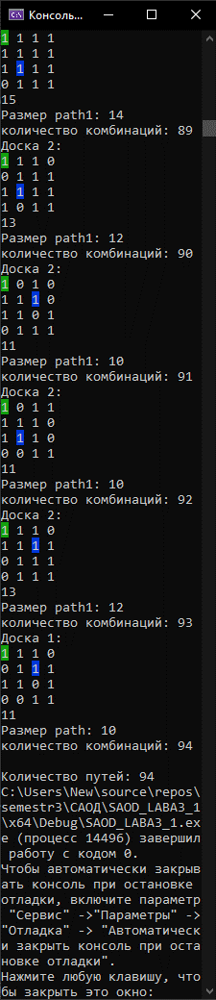 Консоль...
1 1 1 1
1 1 1 1
1 1 1 1
0 1 1 1
15
Размер path1: 14
количество комбинаций: 89
Доска 2:
1 1 1 0
0 1 1 1
1 1 1 1
1 0 1 1
13
Размер path1: 12
количество комбинаций: 90
Доска 2:
1 0 1 0
1 1 1 0
1 1 0 1
0 1 1 1
11
Размер path1: 10
количество комбинаций: 91
Доска 2:
1 0 1 1
1 1 1 0
1 1 1 0
0 0 1 1
11
Размер path1: 10
количество комбинаций: 92
Доска 2:
1 1 1 0
1 1 1 1
0 1 1 1
0 1 1 1
13
Размер path1: 12
количество комбинаций: 93
Доска 1:
1 1 1 0
0 1 1 1
1 1 0 1
0 0 1 1
11
Размер path: 10
количество комбинаций: 94
Количество путей: 94
C:\Users\New\source\repos\
semestr3\САОД\SAOD_LABA3_1
\x64\Debug\SAOD_LABA3_1.ex
e (процесс 14496) завершил
работу с кодом 0.
Чтобы автоматически закрыв
ать консоль при остановке
отладки, включите параметр
"Сервис" ->"Параметры" ->
"Отладка" -> "Автоматическ
и закрыть консоль при оста
новке отладки".
Нажмите любую клавишу, что
бы закрыть это окно: